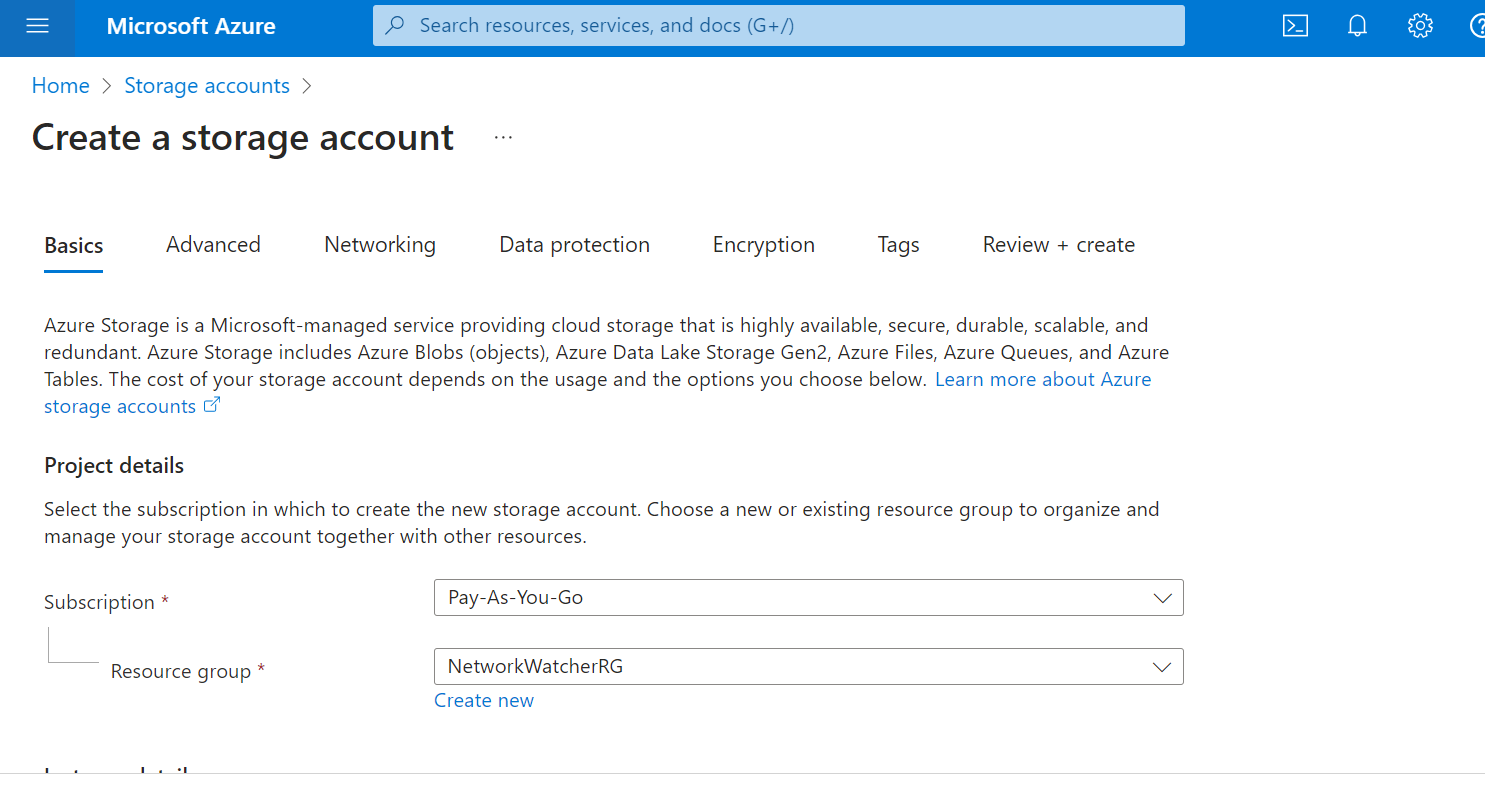 Microsoft Azure
Search resources, services, and docs (G+/)
Home > Storage accounts >
Create a storage account ...
Basics Advanced Networking Data protection Encryption Tags Review + create
Azure Storage is a Microsoft-managed service providing cloud storage that is highly available, secure, durable, scalable, and
redundant. Azure Storage includes Azure Blobs (objects), Azure Data Lake Storage Gen2, Azure Files, Azure Queues, and Azure
Tables. The cost of your storage account depends on the usage and the options you choose below. Learn more about Azure
storage accounts
Project details
Select the subscription in which to create the new storage account. Choose a new or existing resource group to organize and
manage your storage account together with other resources.
Subscription *
Pay-As-You-Go
Resource group *
NetworkWatcherRG
Create new